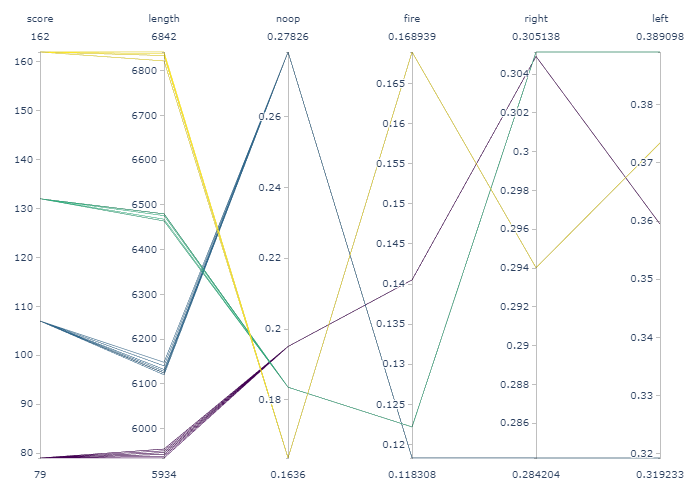 score length noop fire right left
162 6842 0.27826 0.168939 0.305138 0.389098
160 6800 0.26 0.165 0.304 0.38
150 6700 0.24 0.16 0.302 0.37
140 6600 0.22 0.155 0.3 0.36
130 6500 0.2 0.15 0.298 0.35
120 6400 0.18 0.145 0.296 0.34
110 6300 0.14 0.294 0.33
100 6200 0.135 0.292 0.32
90 6100 0.13 0.29
80 6000 0.125 0.288
0.12 0.286
79 5934 0.1636 0.118308 0.284204 0.319233